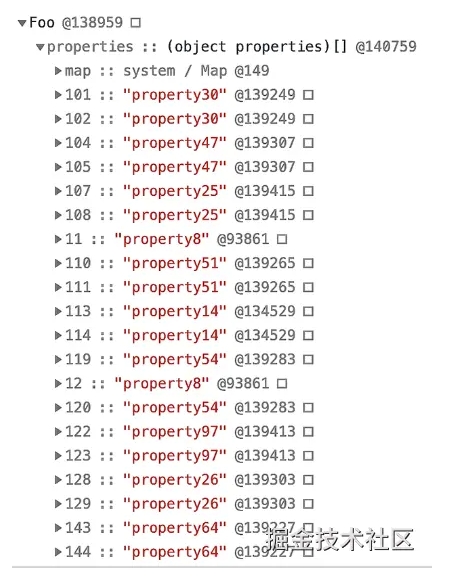 ▼Foo @138959 □
▼properties :: (object properties)[] @140759
▶map :: system / Map @149
▶101 :: "property30" @139249 □
▶102 :: "property30" @139249 □
▶104 :: "property47" @139307 □
▶105 :: "property47" @139307 □
▶107 :: "property25" @139415 □
▶108 :: "property25" @139415 □
▶11 :: "property8" @93861 □
▶110 :: "property51" @139265 □
▶111 :: "property51" @139265 □
▶113 :: "property14" @134529 □
▶114 :: "property14" @134529 □
▶119 :: "property54" @139283 □
▶12 :: "property8" @93861 □
▶120 :: "property54" @139283 □
▶122 :: "property97" @139413 □
▶123 :: "property97" @139413 □
▶128 :: "property26" @139303 □
▶129 :: "property26" @139303 □
▶143 :: "property64" @139227 □
▶144 :: "property64" @139227 □
掘金技术社区